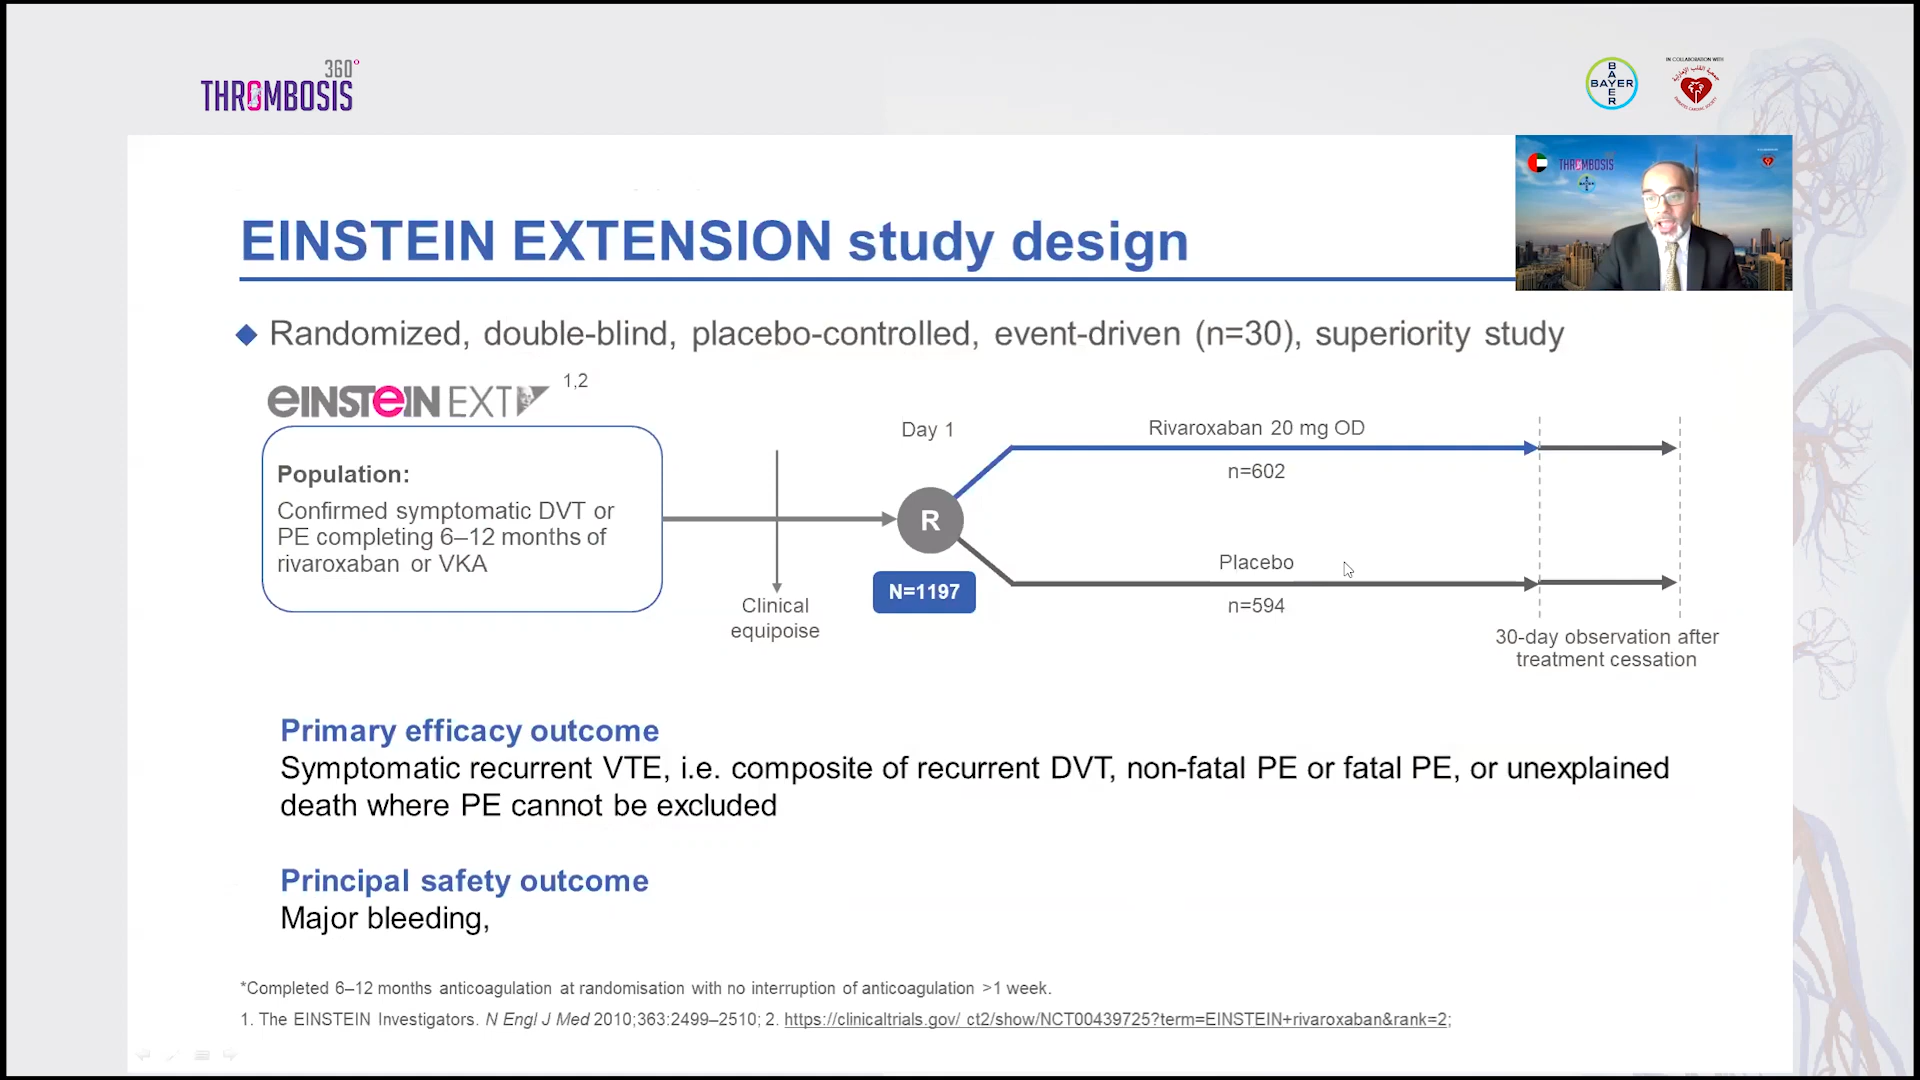 360°
THROMBOSIS
BAYER
BAYER
IN COLLABORATION WITH
THROMBOSIS
EINSTEIN EXTENSION study design
Randomized, double-blind, placebo-controlled, event-driven (n=30), superiority study
EINSTEIN EXT 1,2
Population:
Confirmed symptomatic DVT or
PE completing 6–12 months of
rivaroxaban or VKA
Clinical
equipoise
Day 1
R
N=1197
Rivaroxaban 20 mg OD
n=602
Placebo
n=594
30-day observation after
treatment cessation
Primary efficacy outcome
Symptomatic recurrent VTE, i.e. composite of recurrent DVT, non-fatal PE or fatal PE, or unexplained
death where PE cannot be excluded
Principal safety outcome
Major bleeding,
*Completed 6–12 months anticoagulation at randomisation with no interruption of anticoagulation >1 week.
1. The EINSTEIN Investigators. N Engl J Med 2010;363:2499–2510; 2. https://clinicaltrials.gov/ ct2/show/NCT00439725?term=EINSTEIN+rivaroxaban&rank=2;